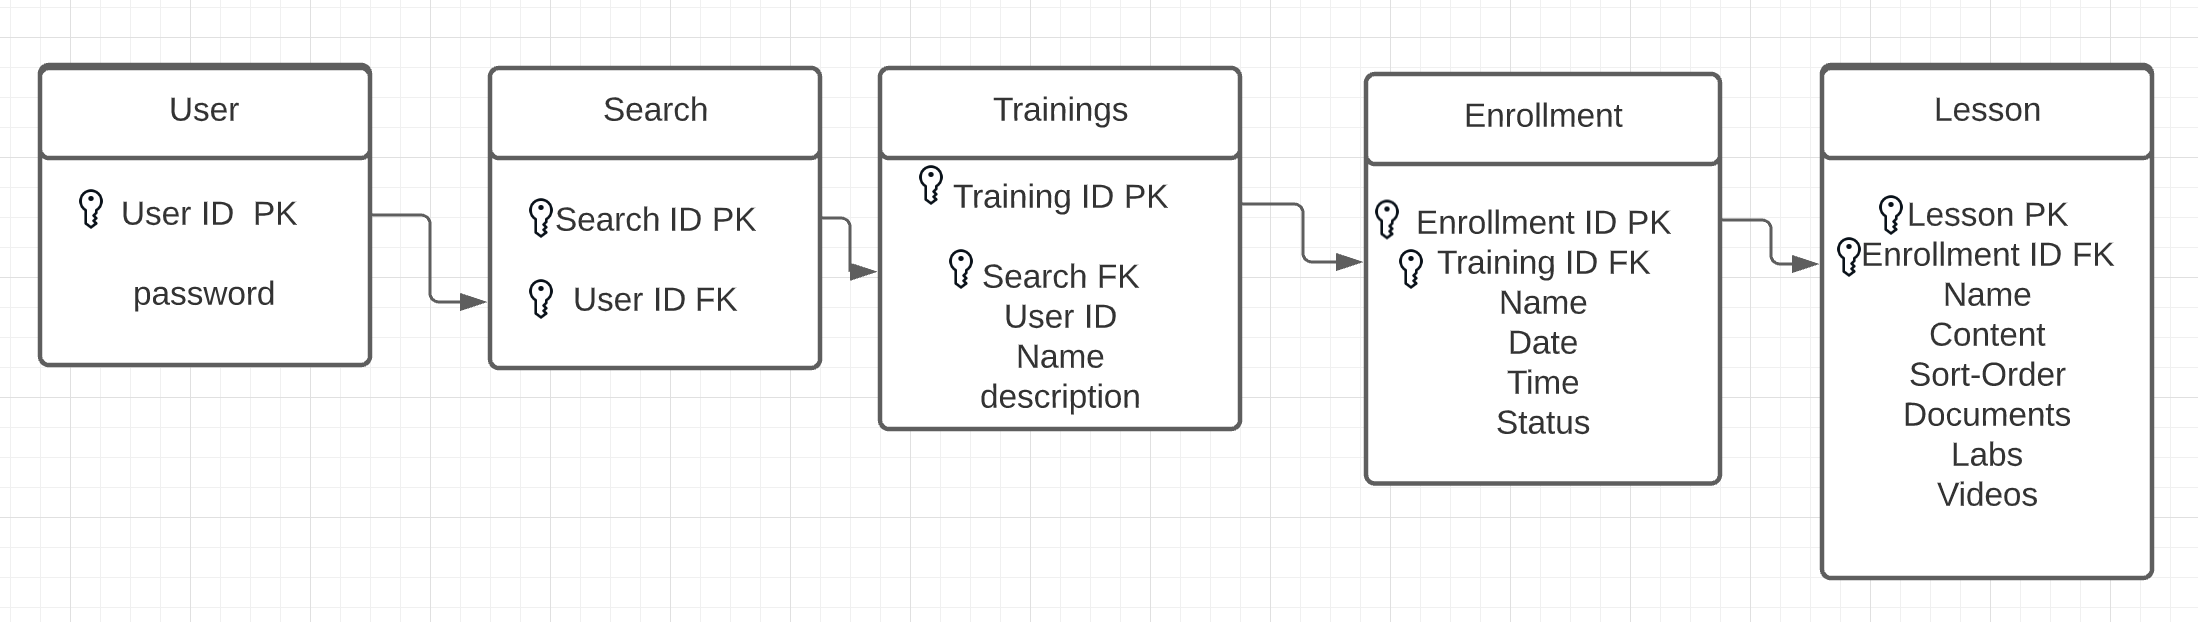 User
User ID  PK
password
Search
Search ID PK
User ID FK
Trainings
Training ID PK
Search FK
User ID
Name
description
Enrollment
Enrollment ID PK
Training ID FK
Name
Date
Time
Status
Lesson
Lesson PK
Enrollment ID FK
Name
Content
Sort-Order
Documents
Labs
Videos